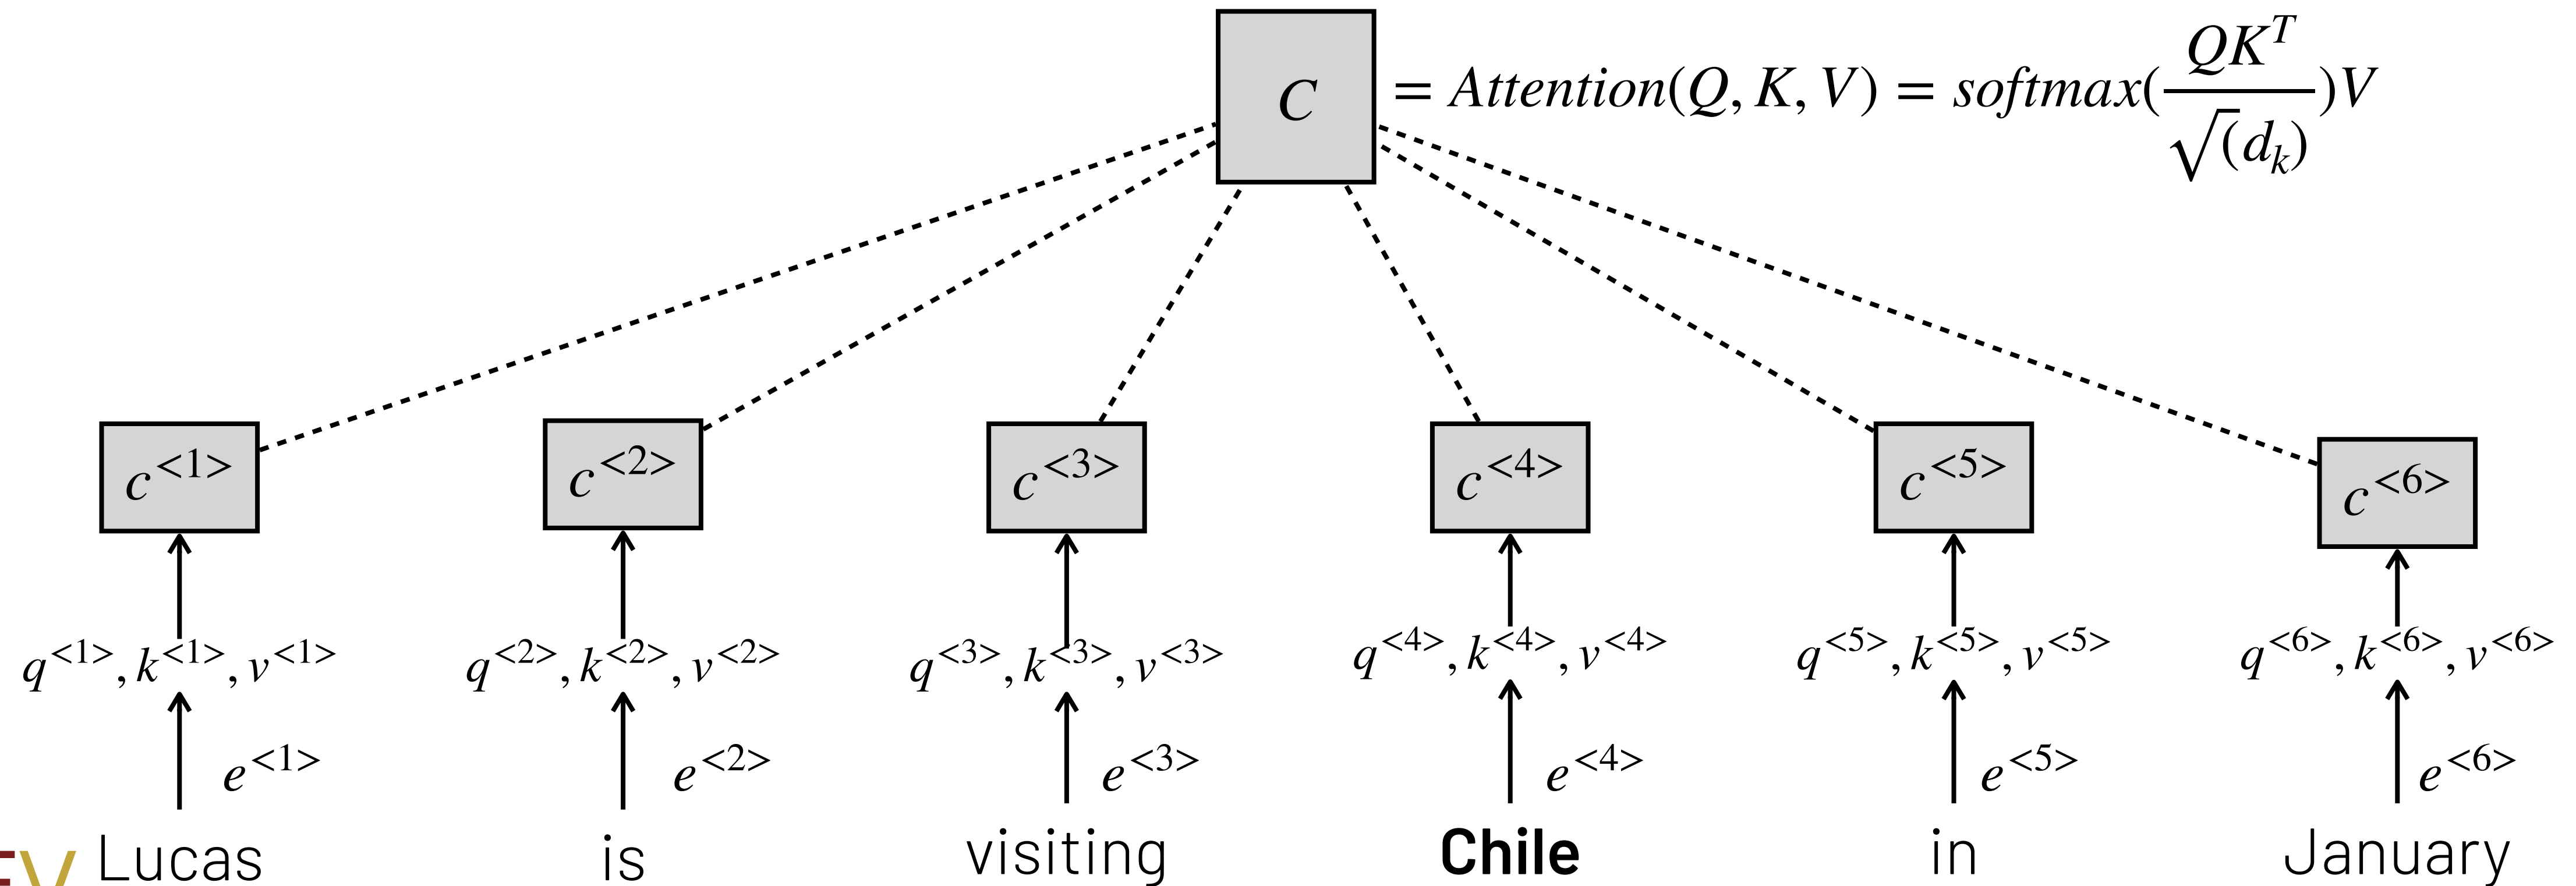 C = Attention(Q, K, V) = softmax(QK^T / √(d_k))V
c^<1> c^<2> c^<3> c^<4> c^<5> c^<6>
q^<1>, k^<1>, v^<1> q^<2>, k^<2>, v^<2> q^<3>, k^<3>, v^<3> q^<4>, k^<4>, v^<4> q^<5>, k^<5>, v^<5> q^<6>, k^<6>, v^<6>
e^<1> e^<2> e^<3> e^<4> e^<5> e^<6>
Lucas is visiting Chile in January